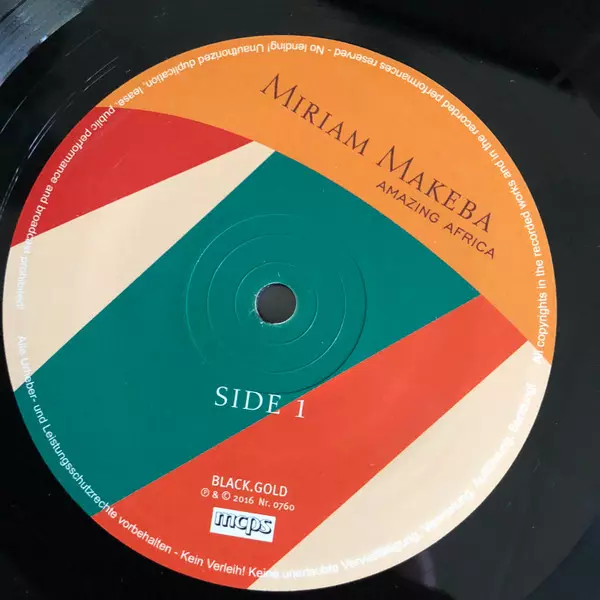 MIRIAM MAKEBA
AMAZING AFRICA
SIDE 1
BLACK.GOLD
℗ & © 2016 Nr. 0760
mcps
All copyrights in the recorded works and in the recorded performances reserved - No lending! Unauthorized duplication, lease, public performance and broadcast prohibited!
Alle Urheber- und Leistungsschutzrechte vorbehalten - Kein Verleih! Keine unerlaubte Vervielfältigung, Vermietung, Aufführung, Sendung!